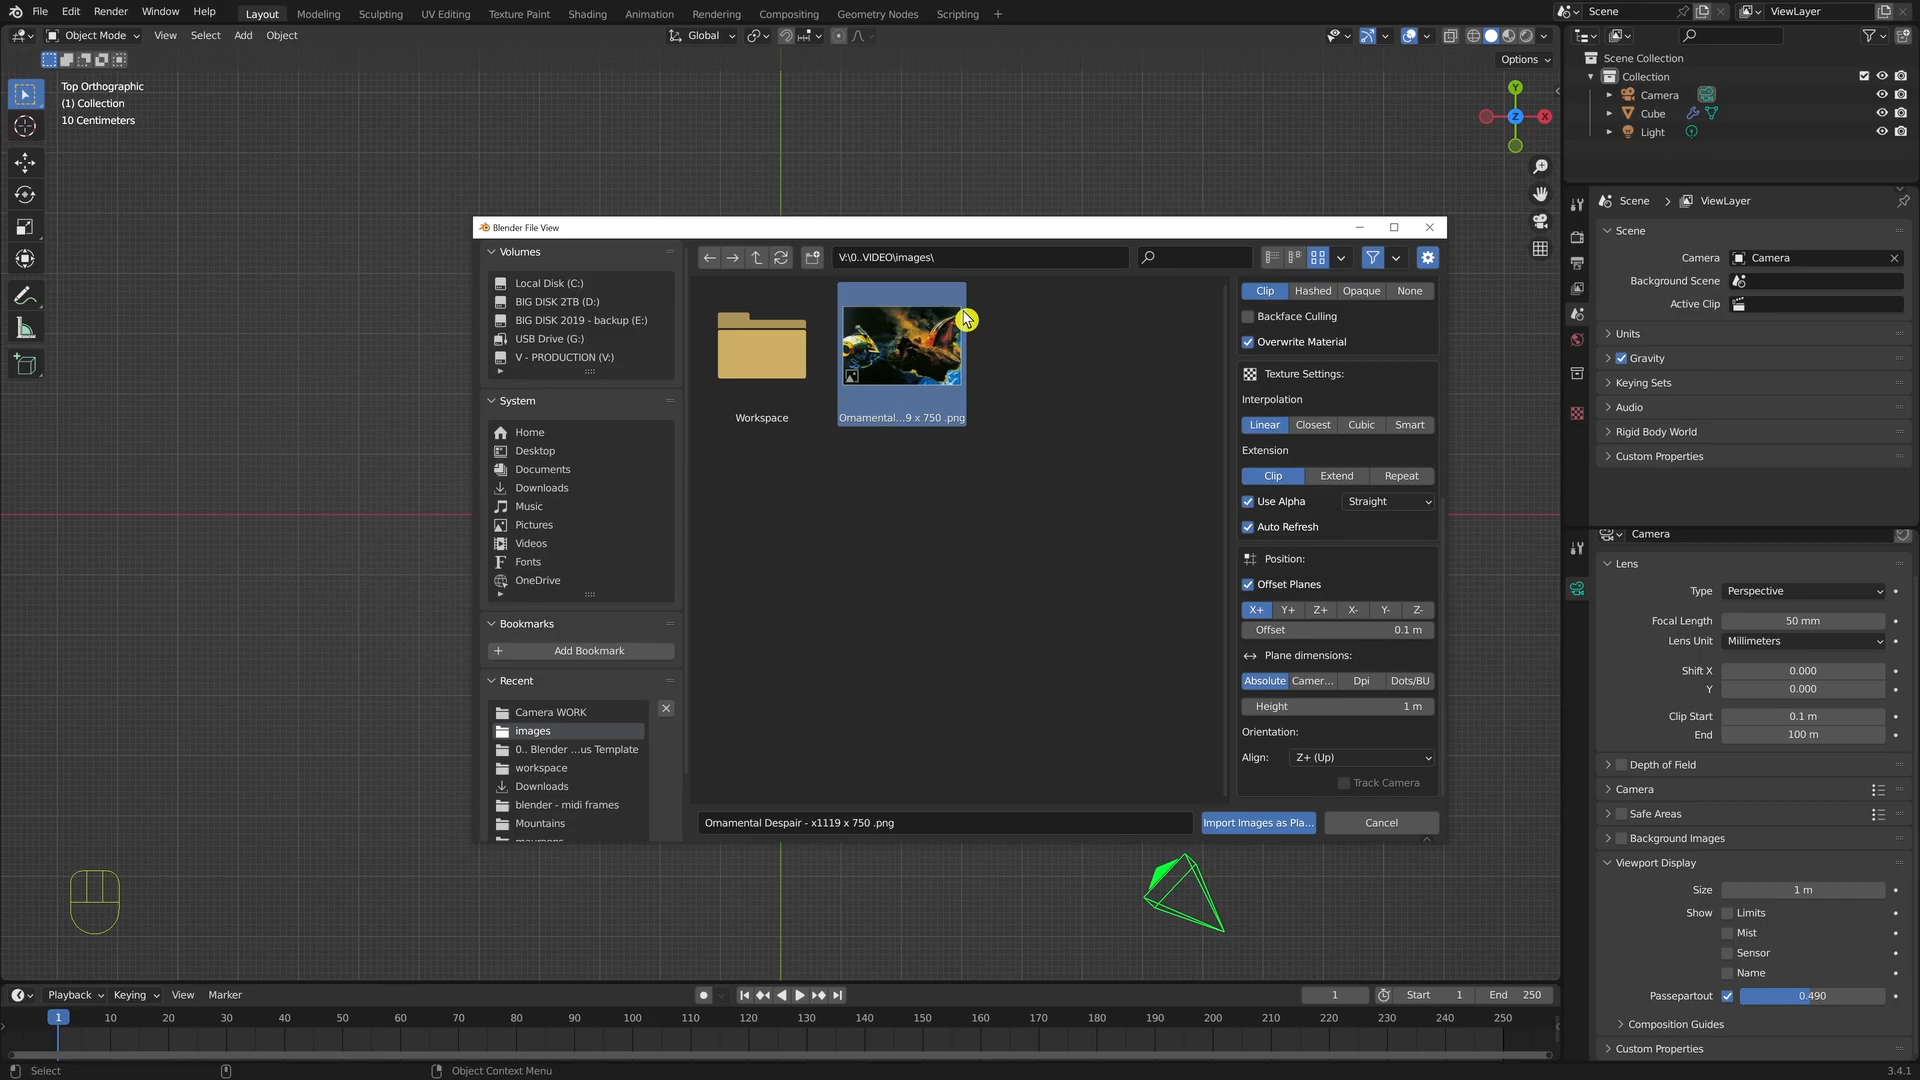 File Edit Render Window Help
Layout Modeling Sculpting UV Editing Texture Paint Shading Animation Rendering Compositing Geometry Nodes Scripting +
Scene
ViewLayer
Object Mode View Select Add Object
Global
Options
Top Orthographic
(1) Collection
10 Centimeters
Y
Z
X
Scene Collection
Collection
Camera
Cube
Light
Scene > ViewLayer
Scene
Camera Camera
Background Scene
Active Clip
Units
Gravity
Keying Sets
Audio
Rigid Body World
Custom Properties
Camera
Lens
Type Perspective
Focal Length 50 mm
Lens Unit Millimeters
Shift X 0.000
Y 0.000
Clip Start 0.1 m
End 100 m
Depth of Field
Camera
Safe Areas
Background Images
Viewport Display
Size 1 m
Show Limits
Mist
Sensor
Name
Passepartout 0.490
Composition Guides
Custom Properties
Blender File View
Volumes
Local Disk (C:)
BIG DISK 2TB (D:)
BIG DISK 2019 - backup (E:)
USB Drive (G:)
V - PRODUCTION (V:)
System
Home
Desktop
Documents
Downloads
Music
Pictures
Videos
Fonts
OneDrive
Bookmarks
+ Add Bookmark
Recent
Camera WORK
images
0.. Blender ...us Template
workspace
Downloads
blender - midi frames
Mountains
V:\0..VIDEO\images\
Workspace
Ornamental...9 x 750 .png
Clip Hashed Opaque None
Backface Culling
Overwrite Material
Texture Settings:
Interpolation
Linear Closest Cubic Smart
Extension
Clip Extend Repeat
Use Alpha Straight
Auto Refresh
Position:
Offset Planes
X+ Y+ Z+ X- Y- Z-
Offset 0.1 m
Plane dimensions:
Absolute Camer... Dpi Dots/BU
Height 1 m
Orientation:
Align: Z+ (Up)
Track Camera
Ornamental Despair - x1119 x 750 .png
Import Images as Pla...
Cancel
Playback Keying View Marker
1 Start 1 End 250
1 10 20 30 40 50 60 70 80 90 100 110 120 130 140 150 160 170 180 190 200 210 220 230 240 250
Select
Object Context Menu
3.4.1